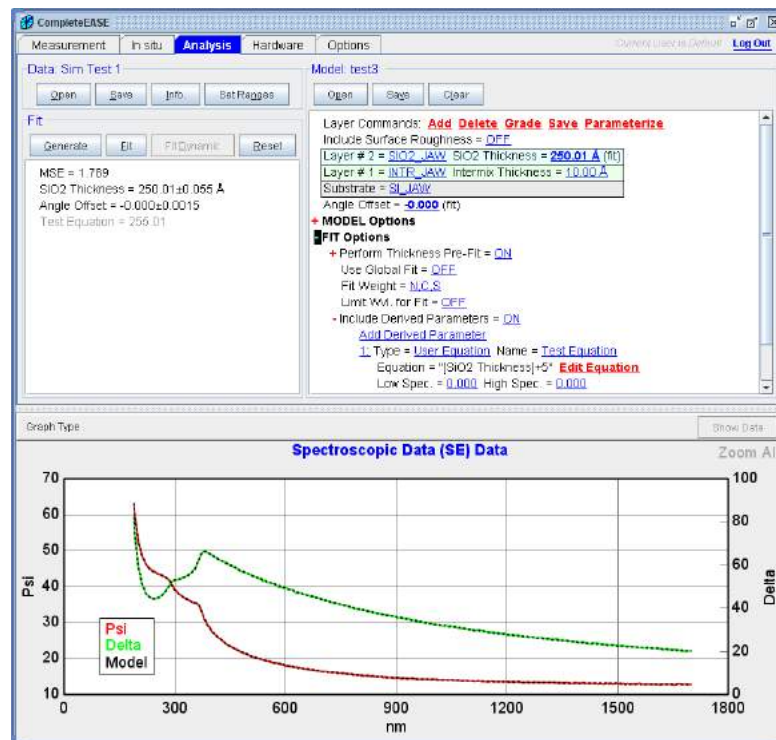 CompleteEASE
Measurement In situ Analysis Hardware Options Current User is Default Log Out
Data: Sim Test 1
Open Save Info. Set Ranges
Fit
Generate Fit Fit Dynamic Reset
MSE = 1.789
SIO2 Thickness = 250.01±0.055 Å
Angle Offset = -0.000±0.0015
Test Equation = 255.01
Model: test3
Open Save Clear
Layer Commands: Add Delete Grade Save Parameterize
Include Surface Roughness = OFF
Layer # 2 = SIO2_JAW SIO2 Thickness = 250.01 Å (fit)
Layer # 1 = INTR_JAW Intermix Thickness = 10.00 Å
Substrate = SI_JAW
Angle Offset = -0.000 (fit)
+ MODEL Options
- FIT Options
+ Perform Thickness Pre-Fit = ON
Use Global Fit = OFF
Fit Weight = N,C,S
Limit Wvl. for Fit = OFF
- Include Derived Parameters = ON
Add Derived Parameter
1: Type = User Equation Name = Test Equation
Equation = "[SiO2 Thickness]+5" Edit Equation
Low Spec. = 0.000 High Spec. = 0.000
Graph Type Show Data
Spectroscopic Data (SE) Data
Zoom Al
70
60
50
40
30
20
10
Psi
100
80
60
40
20
0
Delta
Psi
Delta
Model
0 300 600 900 1200 1500 1800
nm